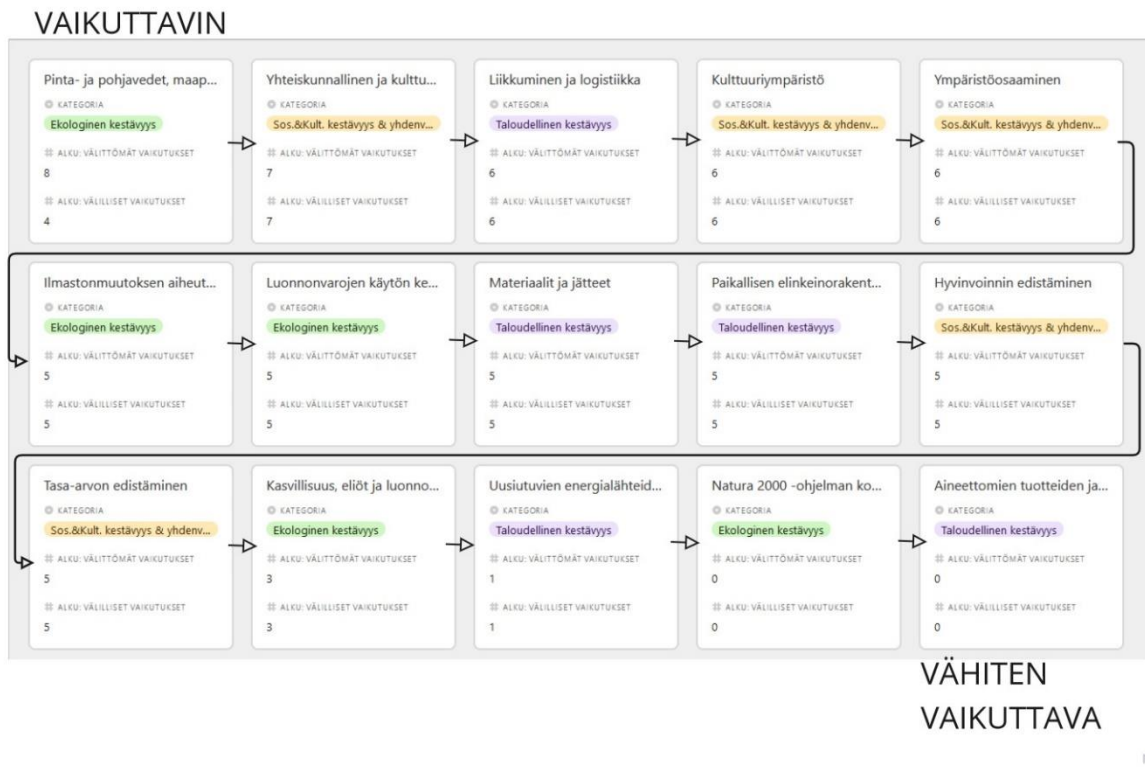 VAIKUTTAVIN
Pinta- ja pohjavedet, maap...
KATEGORIA
Ekologinen kestävyys
# ALKU: VÄLITTÖMÄT VAIKUTUKSET
8
# ALKU: VÄLILLISET VAIKUTUKSET
4
Yhteiskunnallinen ja kulttu...
KATEGORIA
Sos.&Kult. kestävyys & yhdenv...
# ALKU: VÄLITTÖMÄT VAIKUTUKSET
7
# ALKU: VÄLILLISET VAIKUTUKSET
7
Liikkuminen ja logistiikka
KATEGORIA
Taloudellinen kestävyys
# ALKU: VÄLITTÖMÄT VAIKUTUKSET
6
# ALKU: VÄLILLISET VAIKUTUKSET
6
Kulttuuriympäristö
KATEGORIA
Sos.&Kult. kestävyys & yhdenv...
# ALKU: VÄLITTÖMÄT VAIKUTUKSET
6
# ALKU: VÄLILLISET VAIKUTUKSET
6
Ympäristöosaaminen
KATEGORIA
Sos.&Kult. kestävyys & yhdenv...
# ALKU: VÄLITTÖMÄT VAIKUTUKSET
6
# ALKU: VÄLILLISET VAIKUTUKSET
6
Ilmastonmuutoksen aiheut...
KATEGORIA
Ekologinen kestävyys
# ALKU: VÄLITTÖMÄT VAIKUTUKSET
5
# ALKU: VÄLILLISET VAIKUTUKSET
5
Luonnonvarojen käytön ke...
KATEGORIA
Ekologinen kestävyys
# ALKU: VÄLITTÖMÄT VAIKUTUKSET
5
# ALKU: VÄLILLISET VAIKUTUKSET
5
Materiaalit ja jätteet
KATEGORIA
Taloudellinen kestävyys
# ALKU: VÄLITTÖMÄT VAIKUTUKSET
5
# ALKU: VÄLILLISET VAIKUTUKSET
5
Paikallisen elinkeinorakent...
KATEGORIA
Taloudellinen kestävyys
# ALKU: VÄLITTÖMÄT VAIKUTUKSET
5
# ALKU: VÄLILLISET VAIKUTUKSET
5
Hyvinvoinnin edistäminen
KATEGORIA
Sos.&Kult. kestävyys & yhdenv...
# ALKU: VÄLITTÖMÄT VAIKUTUKSET
5
# ALKU: VÄLILLISET VAIKUTUKSET
5
Tasa-arvon edistäminen
KATEGORIA
Sos.&Kult. kestävyys & yhdenv...
# ALKU: VÄLITTÖMÄT VAIKUTUKSET
5
# ALKU: VÄLILLISET VAIKUTUKSET
5
Kasvillisuus, eliöt ja luonno...
KATEGORIA
Ekologinen kestävyys
# ALKU: VÄLITTÖMÄT VAIKUTUKSET
3
# ALKU: VÄLILLISET VAIKUTUKSET
3
Uusiutuvien energialähteid...
KATEGORIA
Taloudellinen kestävyys
# ALKU: VÄLITTÖMÄT VAIKUTUKSET
1
# ALKU: VÄLILLISET VAIKUTUKSET
1
Natura 2000 -ohjelman ko...
KATEGORIA
Ekologinen kestävyys
# ALKU: VÄLITTÖMÄT VAIKUTUKSET
0
# ALKU: VÄLILLISET VAIKUTUKSET
0
Aineettomien tuotteiden ja...
KATEGORIA
Taloudellinen kestävyys
# ALKU: VÄLITTÖMÄT VAIKUTUKSET
0
# ALKU: VÄLILLISET VAIKUTUKSET
0
VÄHITEN
VAIKUTTAVA